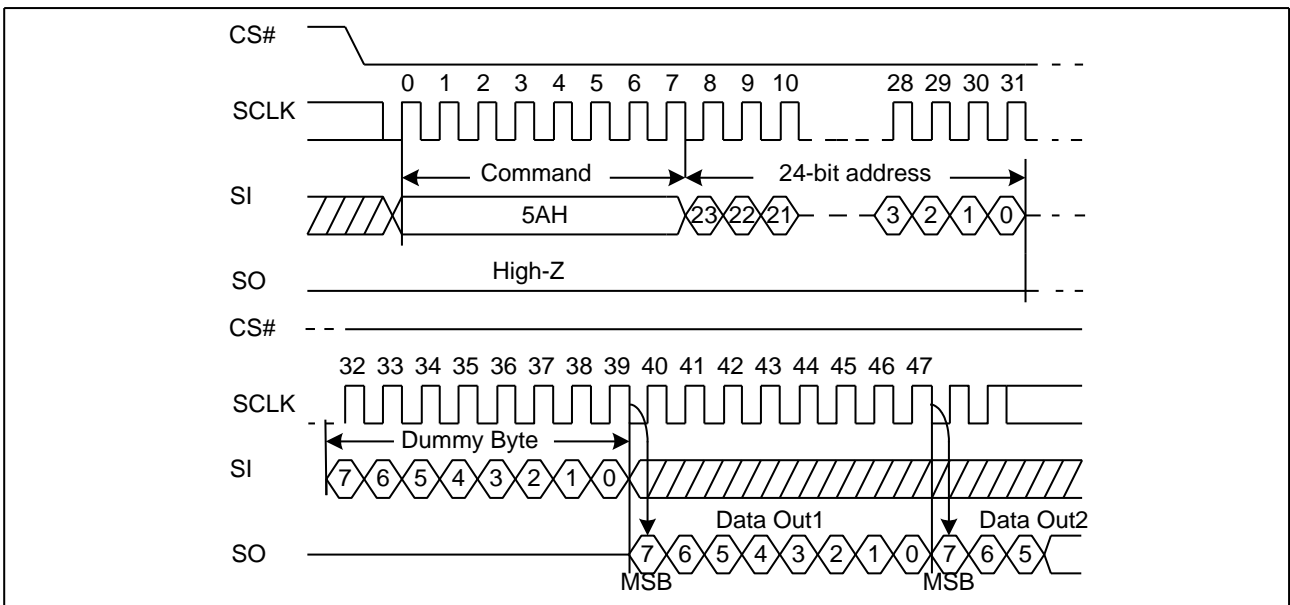 CS#
0 1 2 3 4 5 6 7 8 9 10 28 29 30 31
SCLK
Command 24-bit address
SI
5AH 23 22 21 3 2 1 0
High-Z
SO
CS#
32 33 34 35 36 37 38 39 40 41 42 43 44 45 46 47
SCLK
Dummy Byte
SI
7 6 5 4 3 2 1 0
Data Out1 Data Out2
SO
7 6 5 4 3 2 1 0 7 6 5
MSB MSB